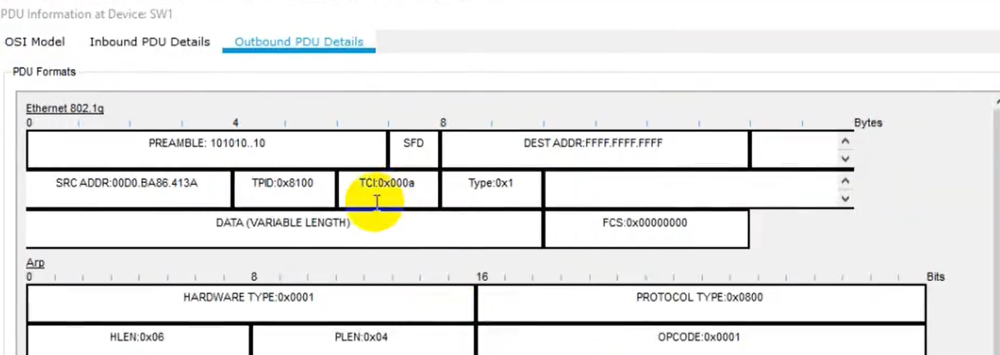 PDU Information at Device: SW1
OSI Model Inbound PDU Details Outbound PDU Details
PDU Formats
Ethernet 802.1q
0 4 8 Bytes
PREAMBLE: 101010..10 SFD DEST ADDR:FFFF.FFFF.FFFF
SRC ADDR:00D0.BA86.413A TPID:0x8100 TCI:0x000a Type:0x1
DATA (VARIABLE LENGTH) FCS:0x00000000
Arp
0 8 16 Bits
HARDWARE TYPE:0x0001 PROTOCOL TYPE:0x0800
HLEN:0x06 PLEN:0x04 OPCODE:0x0001